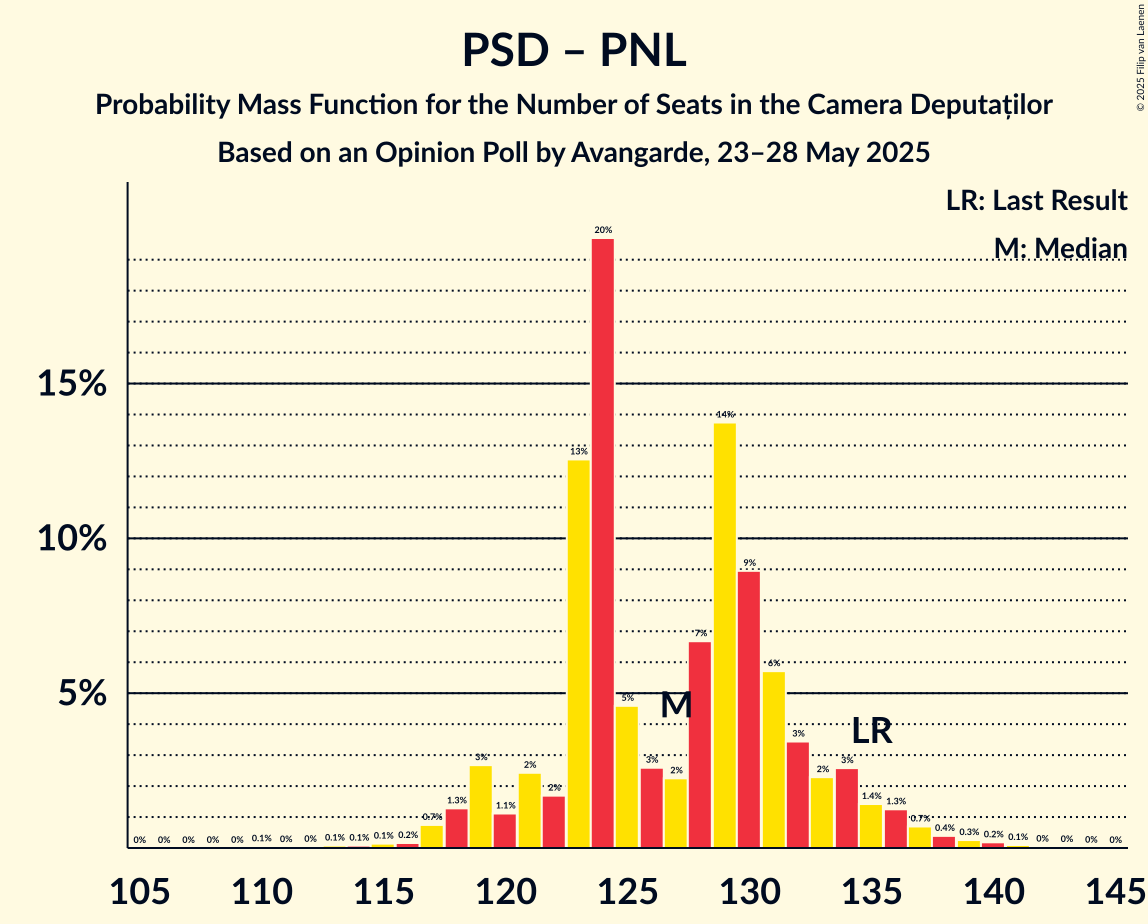 PSD – PNL
Probability Mass Function for the Number of Seats in the Camera Deputaților
Based on an Opinion Poll by Avangarde, 23–28 May 2025
© 2025 Filip van Laenen
LR: Last Result
M: Median
15%
10%
5%
0% 0% 0% 0% 0% 0.1% 0% 0% 0.1% 0.1% 0.1% 0.2% 0.7% 1.3% 3% 1.1% 2% 2% 13% 20% 5% 3% 2% 7% 14% 9% 6% 3% 2% 3% 1.4% 1.3% 0.7% 0.4% 0.3% 0.2% 0.1% 0% 0% 0% 0%
M
LR
105 110 115 120 125 130 135 140 145